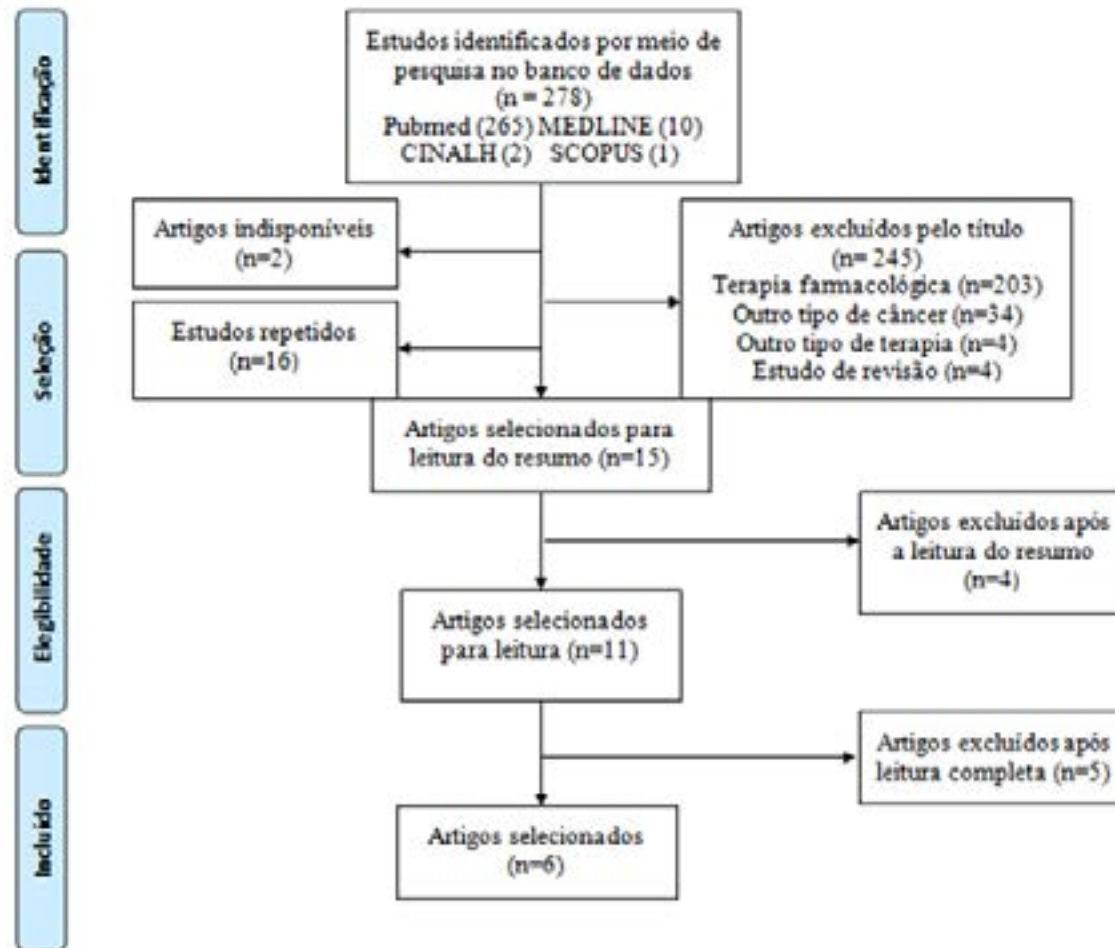 Identificação
Estudos identificados por meio de
pesquisa no banco de dados
(n = 278)
Pubmed (265) MEDLINE (10)
CINALH (2) SCOPUS (1)
Artigos indisponíveis
(n=2)
Artigos excluídos pelo título
(n= 245)
Terapia farmacológica (n=203)
Outro tipo de câncer (n=34)
Outro tipo de terapia (n=4)
Estudo de revisão (n=4)
Seleção
Estudos repetidos
(n=16)
Artigos selecionados para
leitura do resumo (n=15)
Elegibilidade
Artigos excluídos após
a leitura do resumo
(n=4)
Artigos selecionados
para leitura (n=11)
Incluído
Artigos excluídos após
leitura completa (n=5)
Artigos selecionados
(n=6)